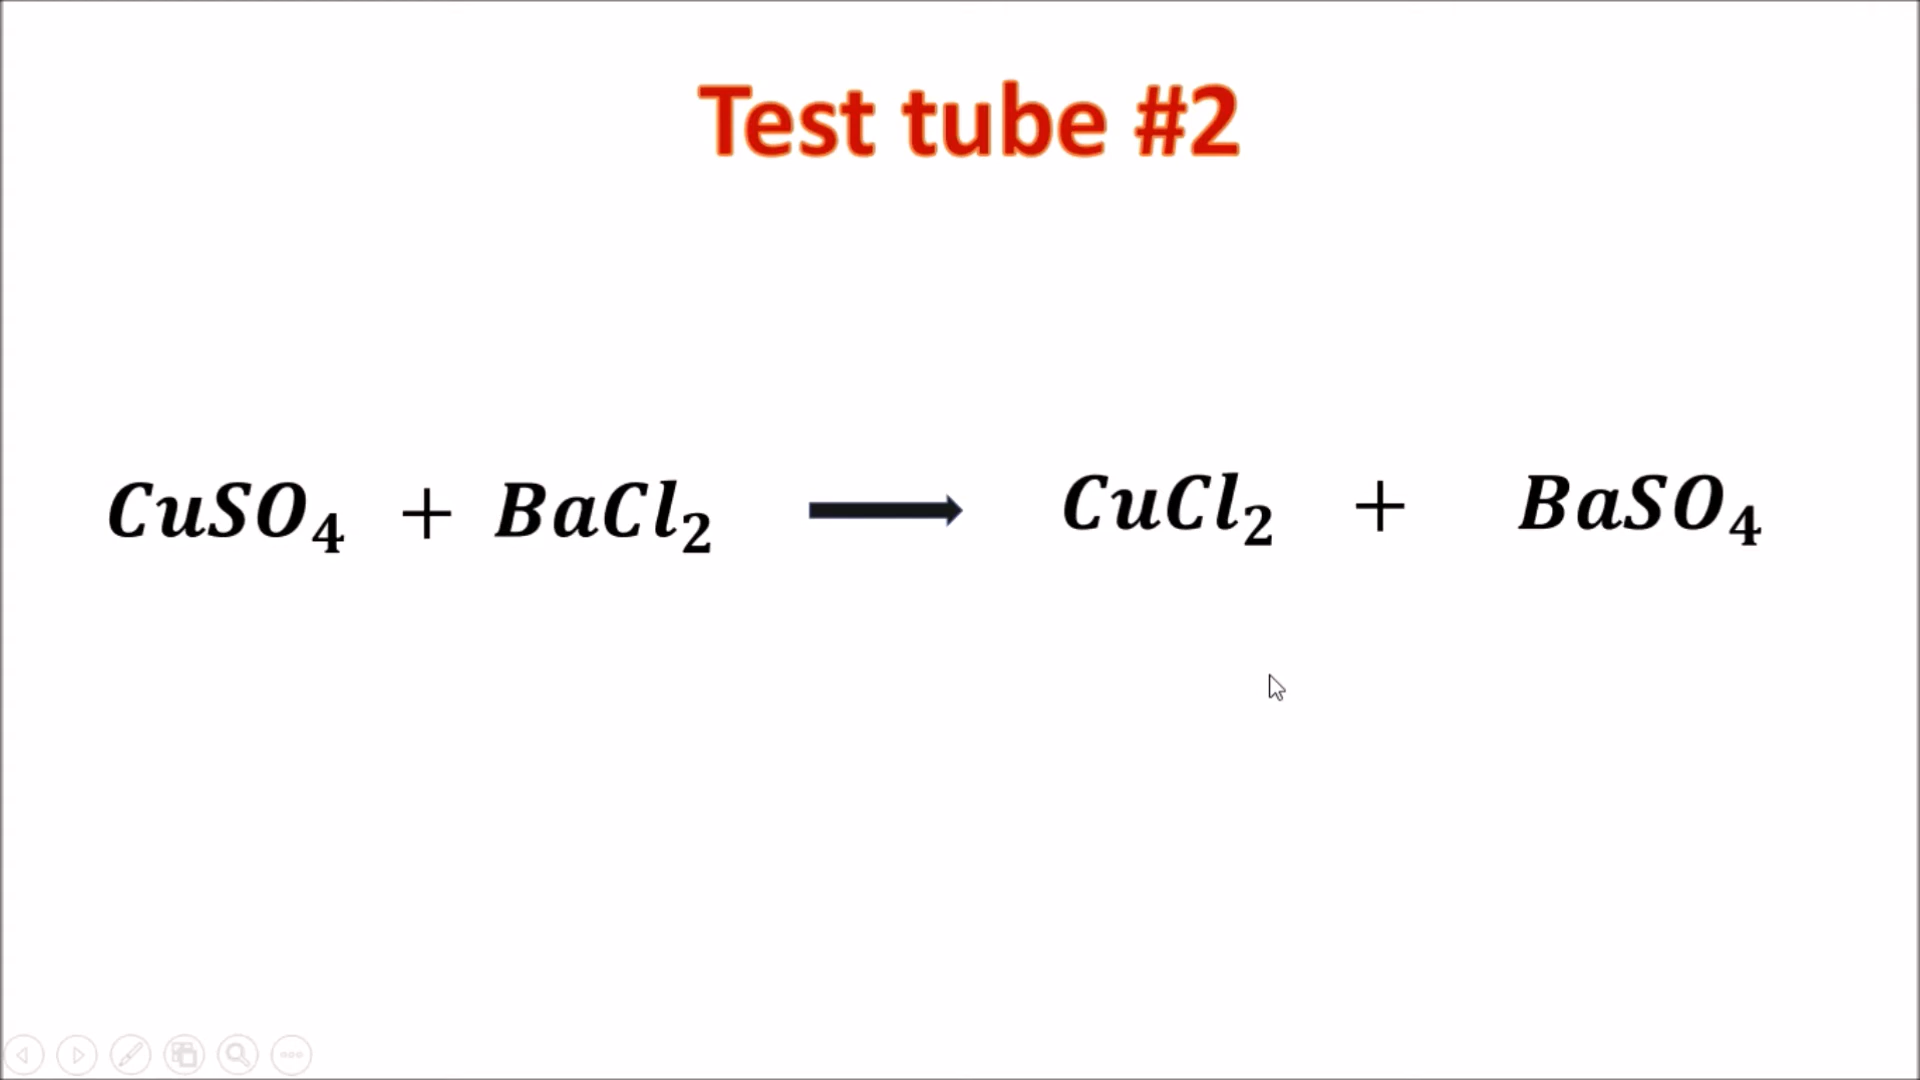 Test tube #2
CuSO₄ + BaCl₂ ⟶ CuCl₂ + BaSO₄